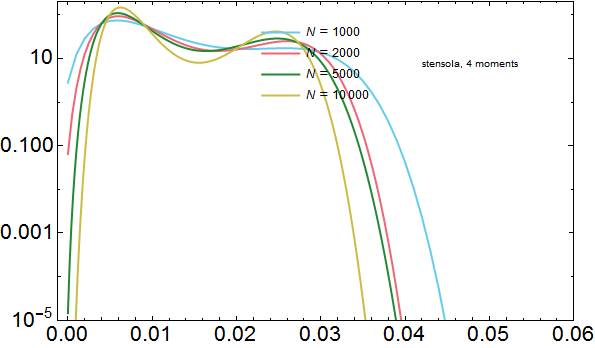 N = 1000
10
N = 2000
stensola, 4 moments
N = 5000
N = 10 000
0.100
0.001
10-5
0.00 0.01 0.02 0.03 0.04 0.05 0.06